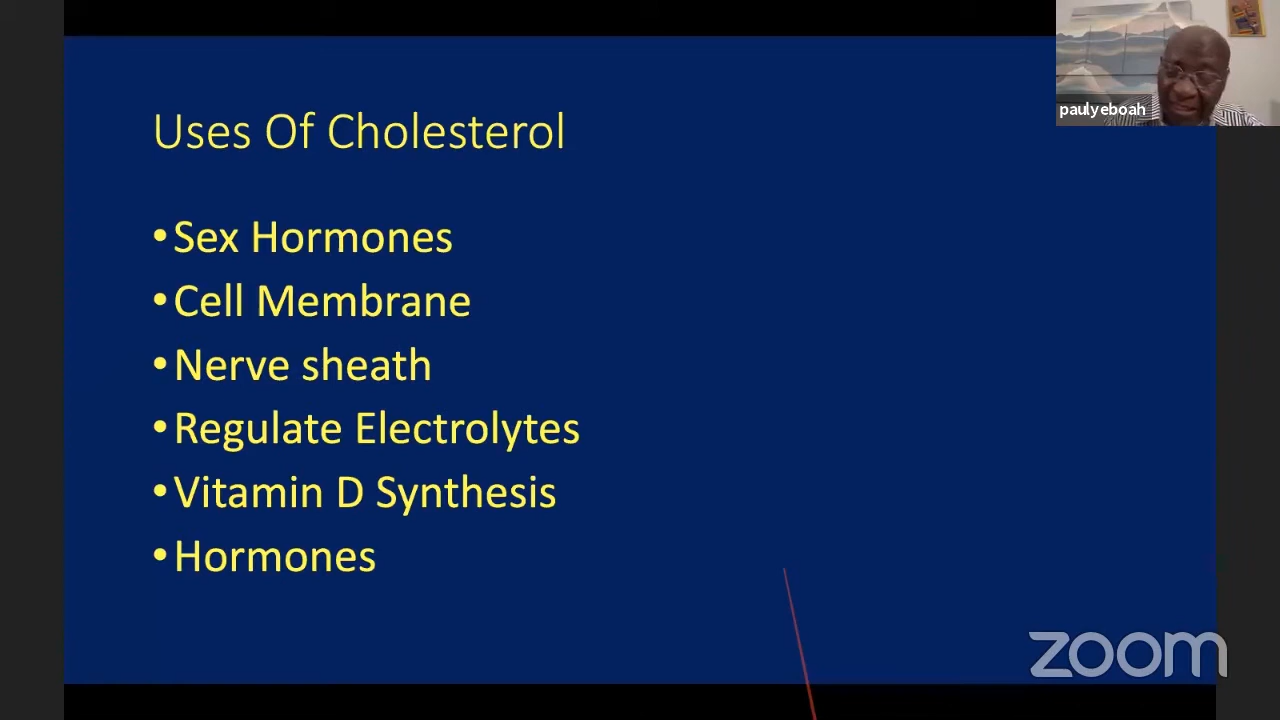 paulyeboah
Uses Of Cholesterol
•Sex Hormones
•Cell Membrane
•Nerve sheath
•Regulate Electrolytes
•Vitamin D Synthesis
•Hormones
zoom